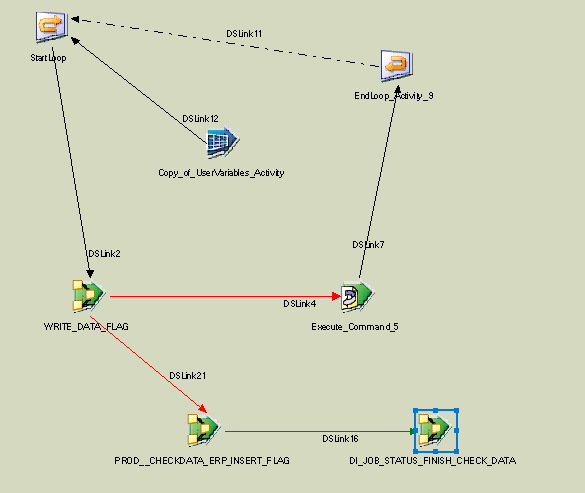 DSLink11
StartLoop
EndLoop_Activity_9
DSLink12
Copy_of_UserVariables_Activity
DSLink7
DSLink2
DSLink4
WRITE_DATA_FLAG
Execute_Command_5
DSLink21
DSLink16
PROD__CHECKDATA_ERP_INSERT_FLAG
DI_JOB_STATUS_FINISH_CHECK_DATA